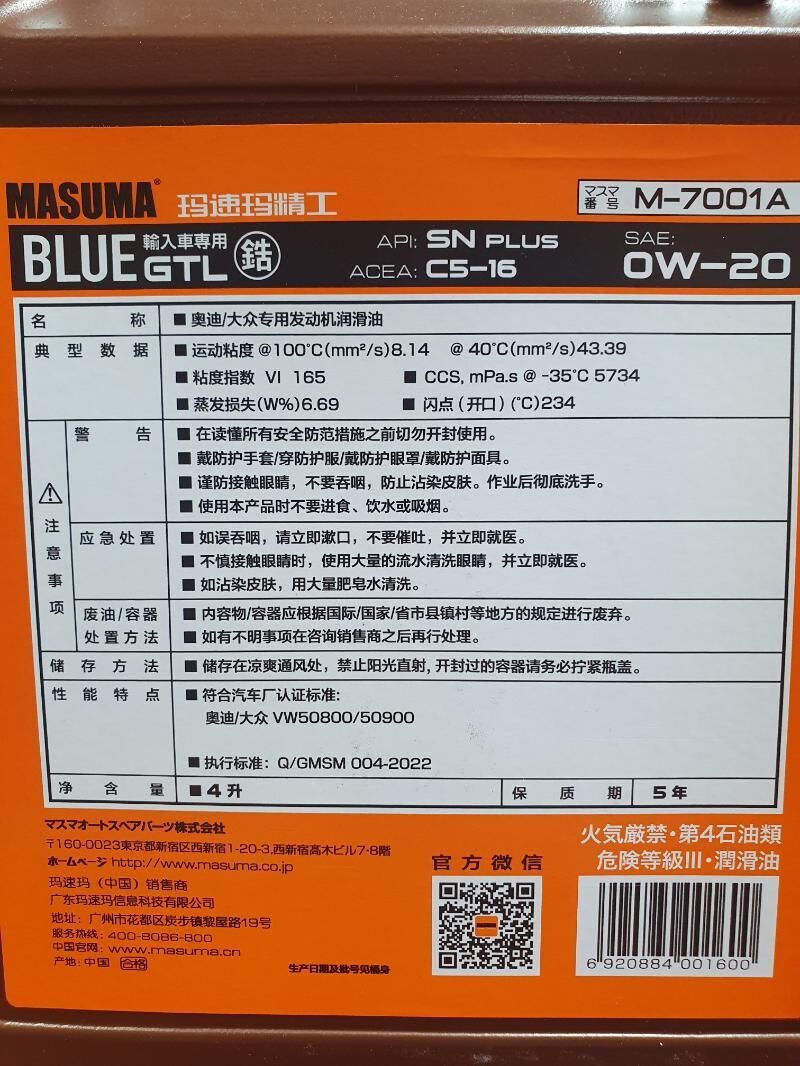 MASUMA® 玛速玛精工
マスマ番号 M-7001A
BLUE 輸入車専用 GTL 鋯
API: SN PLUS
ACEA: C5-16
SAE: 0W-20
名称 ■ 奥迪/大众专用发动机润滑油
典型数据 ■ 运动粘度 @100°C(mm²/s)8.14 @ 40°C(mm²/s)43.39
■ 粘度指数 VI 165 ■ CCS, mPa.s @ -35°C 5734
■ 蒸发损失(W%)6.69 ■ 闪点(开口)(°C)234
注意事项
警告 ■ 在读懂所有安全防范措施之前切勿开封使用。
■ 戴防护手套/穿防护服/戴防护眼罩/戴防护面具。
■ 谨防接触眼睛，不要吞咽，防止沾染皮肤。作业后彻底洗手。
■ 使用本产品时不要进食、饮水或吸烟。
应急处置 ■ 如误吞咽，请立即漱口，不要催吐，并立即就医。
■ 不慎接触眼睛时，使用大量的流水清洗眼睛，并立即就医。
■ 如沾染皮肤，用大量肥皂水清洗。
废油/容器 ■ 内容物/容器应根据国际/国家/省市县镇村等地方的规定进行废弃。
处置方法 ■ 如有不明事项在咨询销售商之后再行处理。
储存方法 ■ 储存在凉爽通风处，禁止阳光直射, 开封过的容器请务必拧紧瓶盖。
性能特点 ■ 符合汽车厂认证标准:
奥迪/大众 VW50800/50900
■ 执行标准: Q/GMSM 004-2022
净含量 ■ 4升 保质期 5年
マスマオートスペアパーツ株式会社
〒160-0023東京都新宿区西新宿1-20-3,西新宿髙木ビル7·8階
ホームページ http://www.masuma.co.jp
玛速玛（中国）销售商
广东玛速玛信息科技有限公司
地址: 广州市花都区炭步镇黎屋路19号
服务热线: 400-8086-800
中国官网: www.masuma.cn
产地: 中国 合格
生产日期及批号见桶身
官方微信
火気厳禁·第4石油類
危険等級III·潤滑油
6 920884 001600